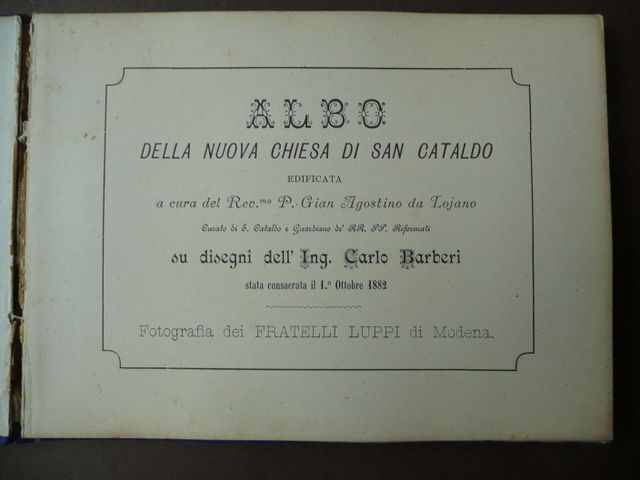 ALBO
DELLA NUOVA CHIESA DI SAN CATALDO
EDIFICATA
a cura del Rev.mo P. Gian Agostino da Lojano
Curato di S. Cataldo e Guardiano de' RR. PP. Riformati
su disegni dell' Ing. Carlo Barberi
stata consacrata il 1.º Ottobre 1882
Fotografia dei FRATELLI LUPPI di Modena.